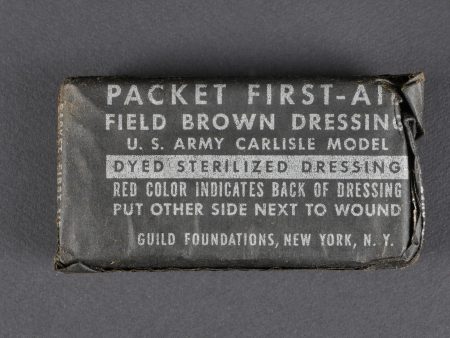 PACKET FIRST-AID
FIELD BROWN DRESSING
U. S. ARMY CARLISLE MODEL
DYED STERILIZED DRESSING
RED COLOR INDICATES BACK OF DRESSING
PUT OTHER SIDE NEXT TO WOUND
GUILD FOUNDATIONS, NEW YORK, N. Y.